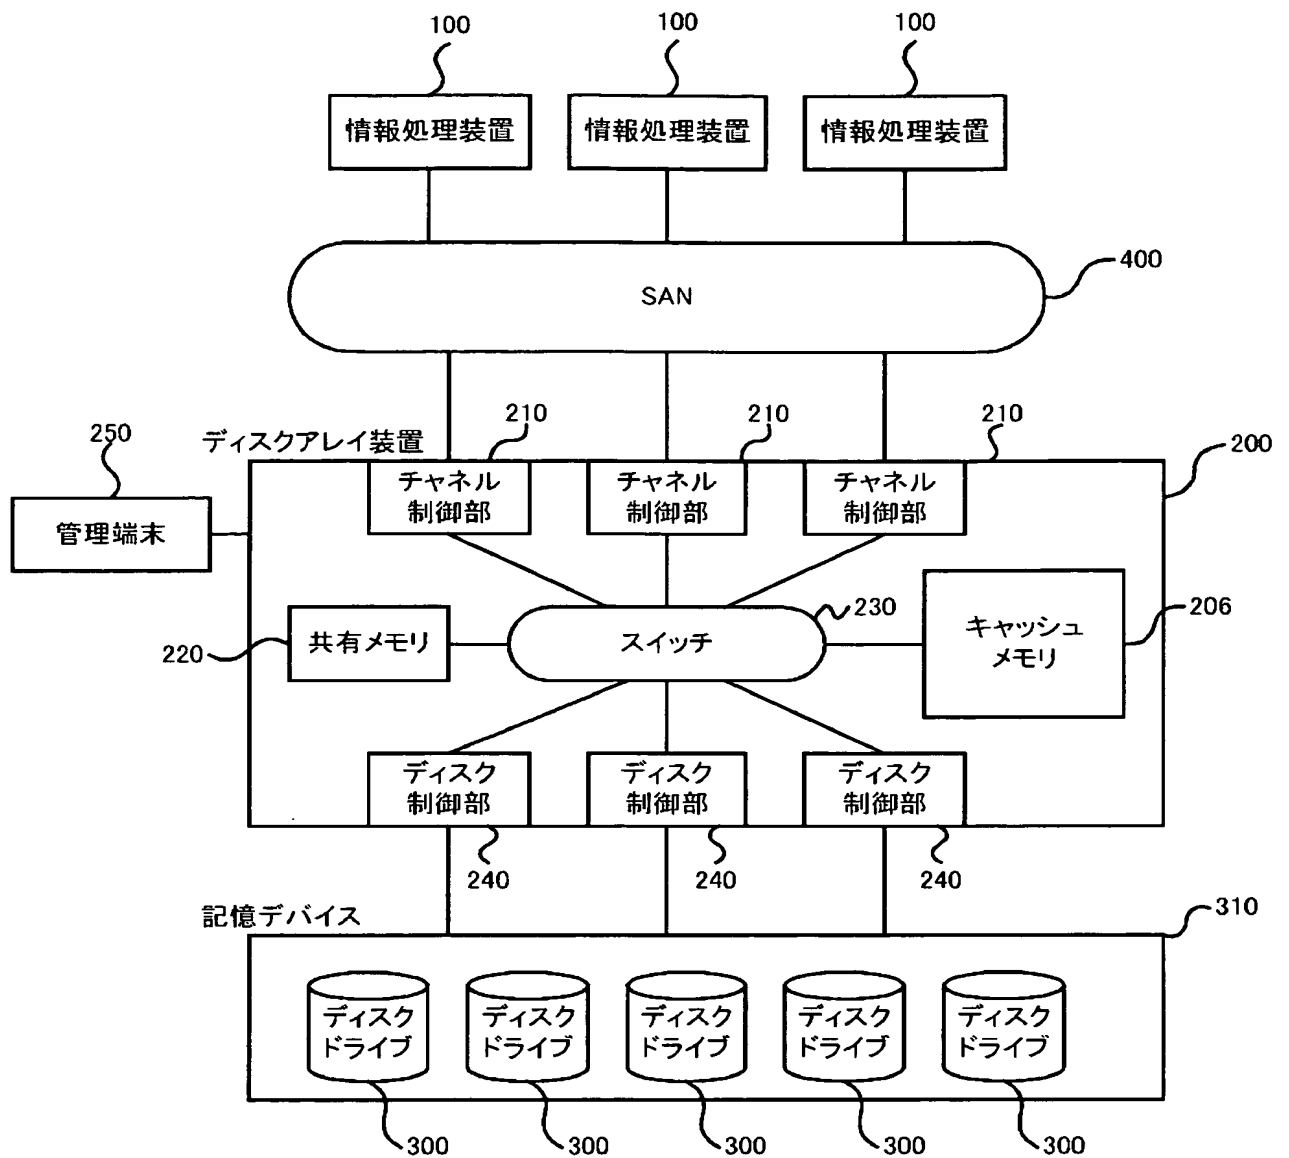 100 100 100
情報処理装置 情報処理装置 情報処理装置
400
SAN
210 210 210
250
ディスクアレイ装置
200
チャネル
制御部
チャネル
制御部
チャネル
制御部
管理端末
230
206
220
共有メモリ
スイッチ
キャッシュ
メモリ
ディスク
制御部
ディスク
制御部
ディスク
制御部
240 240 240
記憶デバイス
310
ディスク
ドライブ
ディスク
ドライブ
ディスク
ドライブ
ディスク
ドライブ
ディスク
ドライブ
300 300 300 300 300